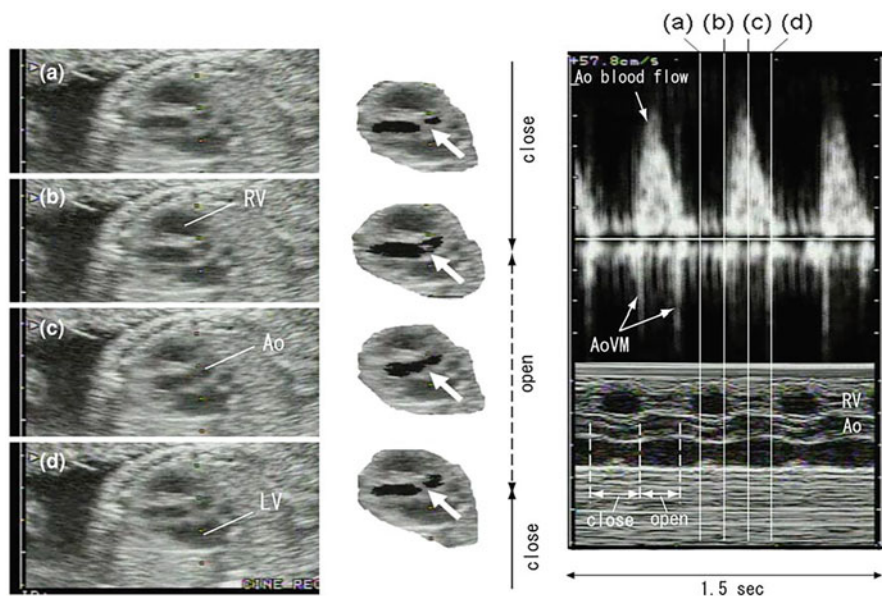 (a)
(b)
RV
(c)
Ao
(d)
LV
CINE REC
close
open
close
(a) (b) (c) (d)
+57.8cm/s
Ao blood flow
AoVM
RV
Ao
close open
1.5 sec